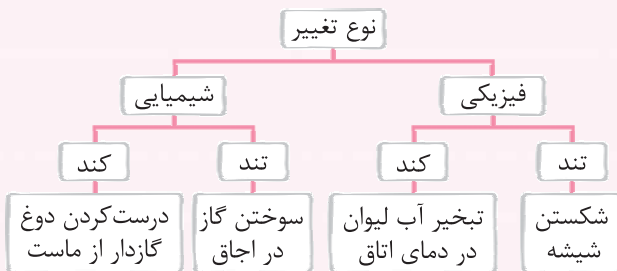 نوع تغییر
فیزیکی
شیمیایی
تند
کند
تند
کند
شکستن
شیشه
تبخیر آب لیوان
در دمای اتاق
سوختن گاز
در اجاق
درست‌کردن دوغ
گازدار از ماست